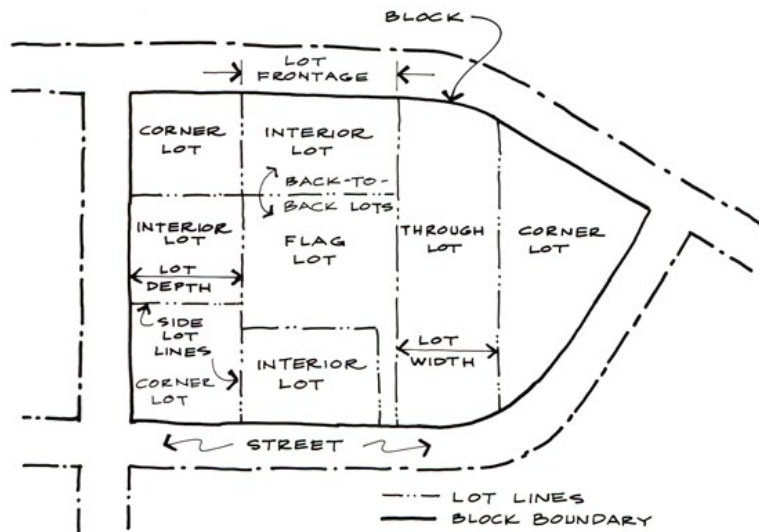 BLOCK
LOT
FRONTAGE
CORNER
LOT
INTERIOR
LOT
BACK-TO-
BACK LOTS
INTERIOR
LOT
FLAG
LOT
THROUGH
LOT
CORNER
LOT
LOT
DEPTH
SIDE
LOT
LINES
CORNER
LOT
INTERIOR
LOT
LOT
WIDTH
STREET
LOT LINES
BLOCK BOUNDARY